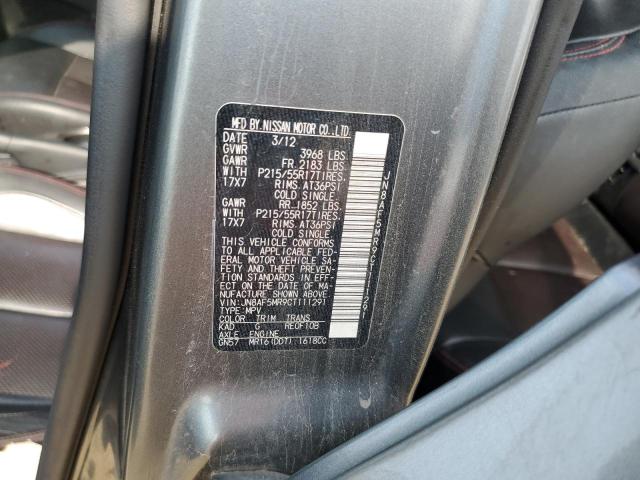 MFD BY.NISSAN MOTOR CO.,LTD.
DATE 3/12
GVWR 3968 LBS
GAWR FR.2183 LBS
WITH P215/55R17TIRES.
17X7 RIMS.AT36PSI
COLD SINGLE.
GAWR RR.1852 LBS.
WITH P215/55R17TIRES.
17X7 RIMS.AT36PSI
COLD SINGLE.
THIS VEHICLE CONFORMS
TO ALL APPLICABLE FED-
ERAL MOTOR VEHICLE SA-
FETY AND THEFT PREVEN-
TION STANDARDS IN EFF-
ECT ON THE DATE OF MA-
NUFACTURE SHOWN ABOVE.
VIN:JN8AF5MR9CT111291
TYPE:MPV
COLOR TRIM TRANS
KAD G RE0F10B
AXLE ENGINE
GN57 MR16(DDT) 1618CC
JN8AF5MR9CT111291